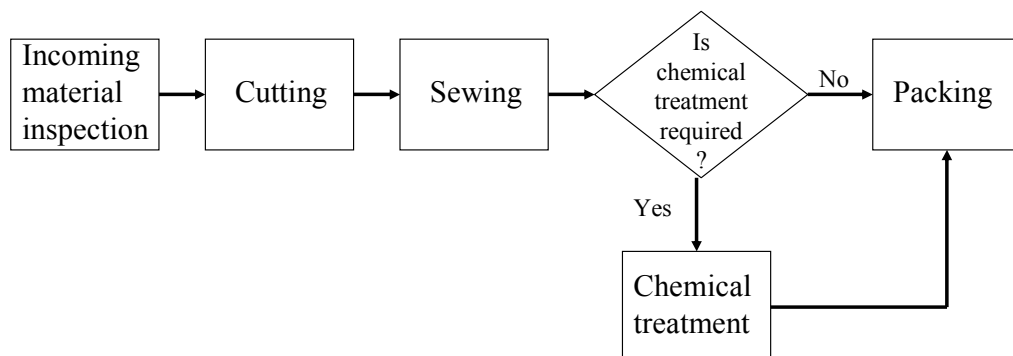 Incoming
material
inspection
Cutting
Sewing
Is
chemical
treatment
required
?
No
Packing
Yes
Chemical
treatment